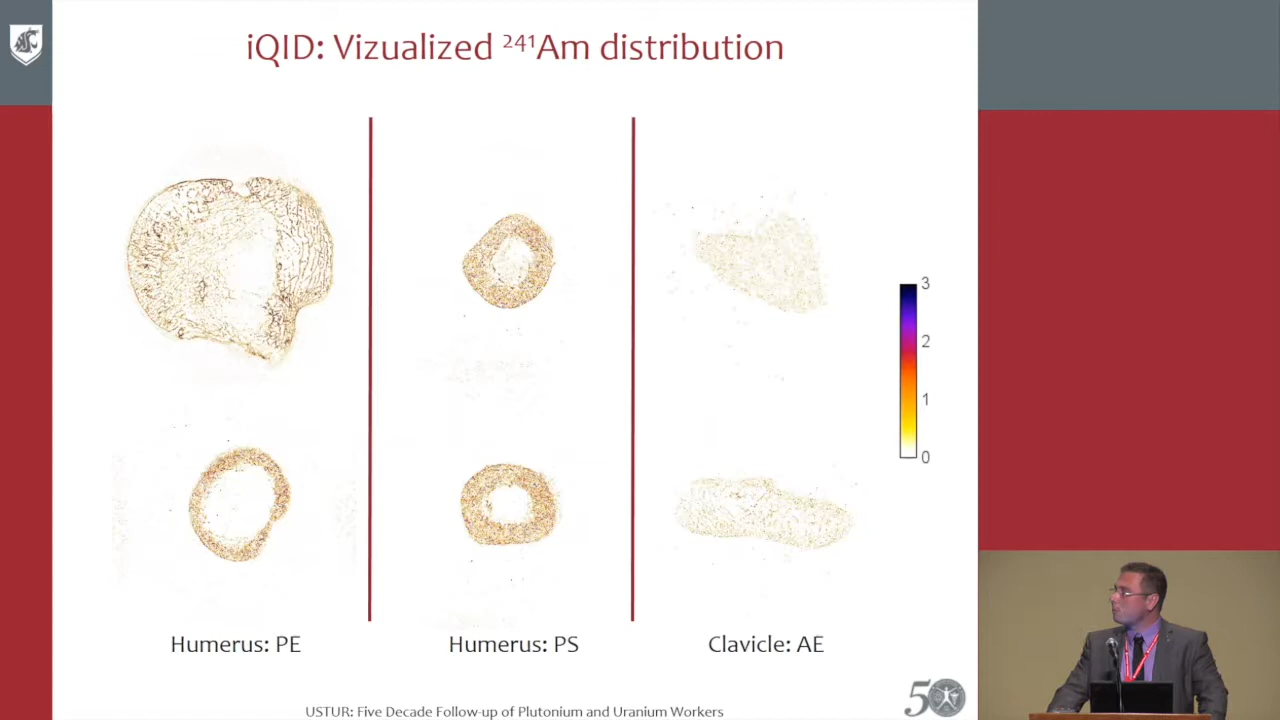 iQID: Vizualized ²⁴¹Am distribution
3
2
1
0
Humerus: PE
Humerus: PS
Clavicle: AE
50
USTUR: Five Decade Follow-up of Plutonium and Uranium Workers